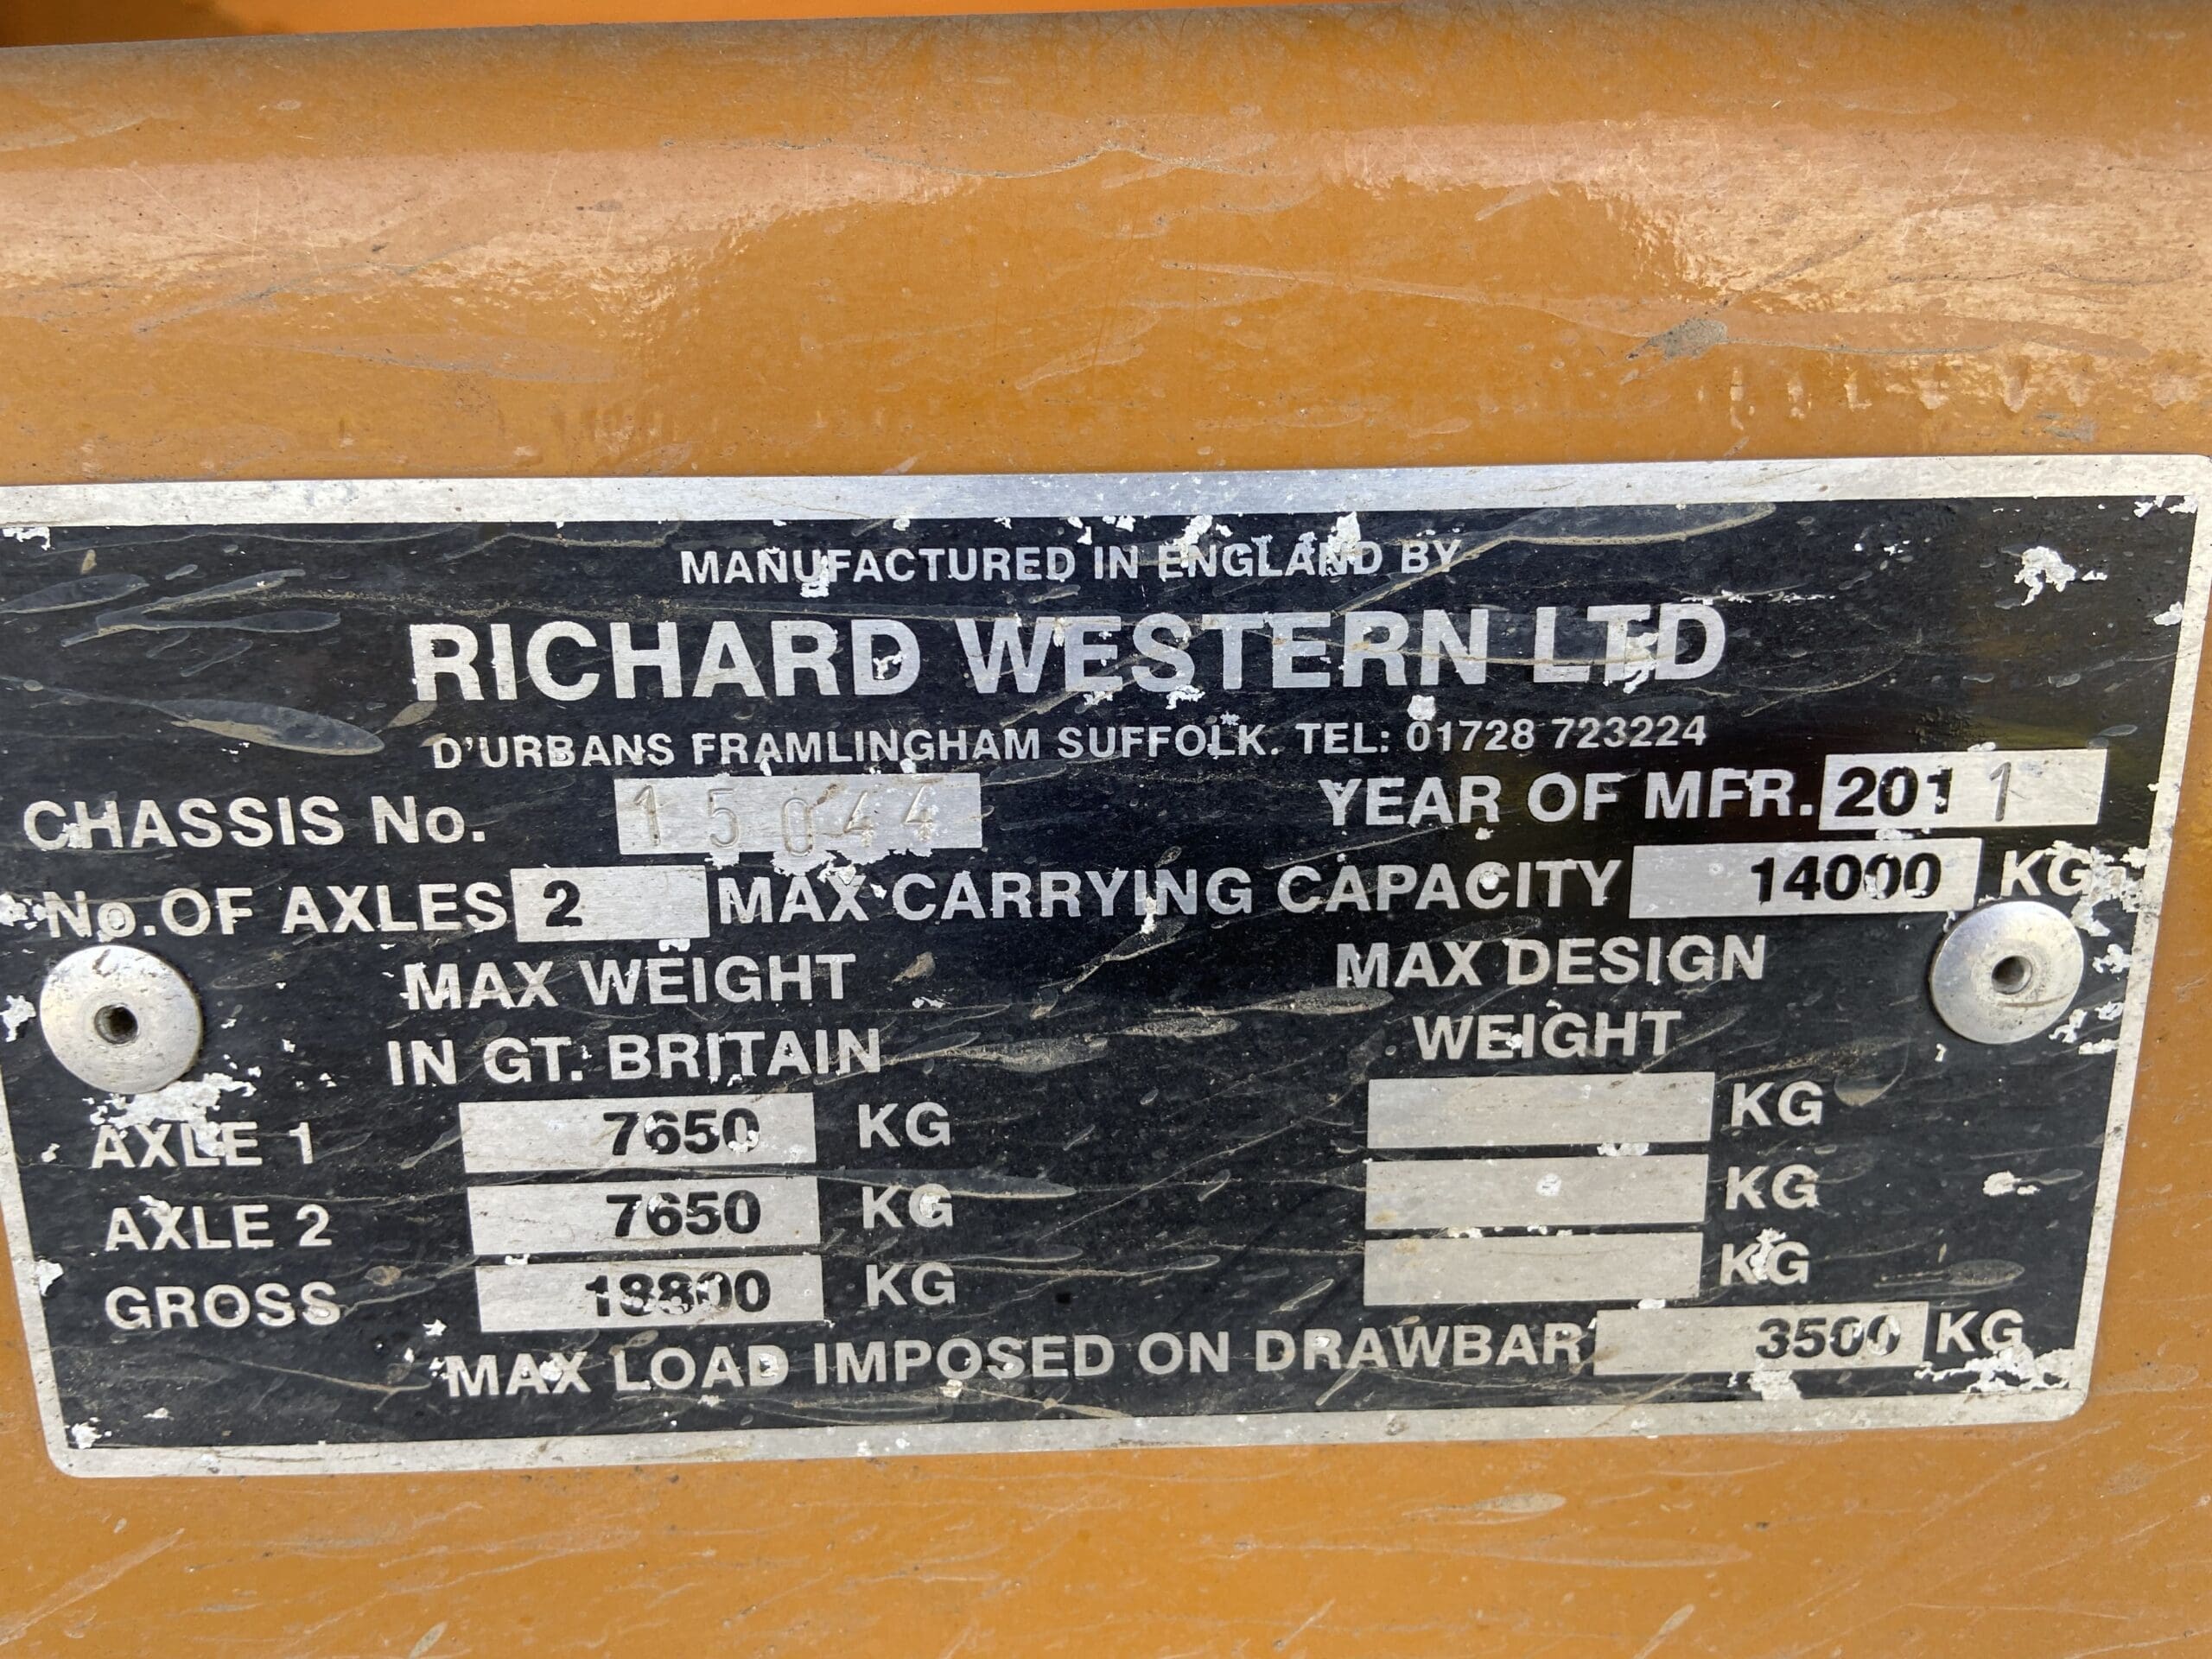 MANUFACTURED IN ENGLAND BY
RICHARD WESTERN LTD
D'URBANS FRAMLINGHAM SUFFOLK. TEL: 01728 723224
CHASSIS No. 15044 YEAR OF MFR. 2011
No. OF AXLES 2 MAX CARRYING CAPACITY 14000 KG
MAX WEIGHT IN GT. BRITAIN
MAX DESIGN WEIGHT
AXLE 1 7650 KG KG
AXLE 2 7650 KG KG
GROSS 18800 KG KG
MAX LOAD IMPOSED ON DRAWBAR 3500 KG